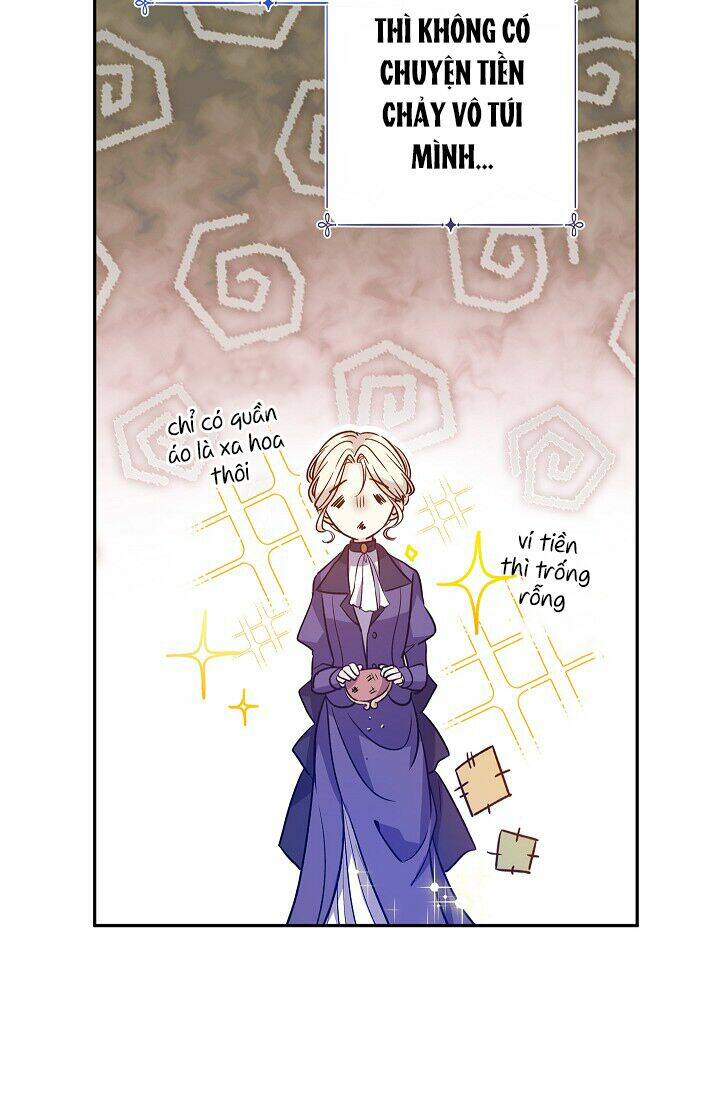 THÌ KHÔNG CÓ
CHUYỆN TIỀN
CHẢY VÔ TÚI
MÌNH...
chỉ có quần
áo là xa hoa
thôi
ví tiền
thì trống
rỗng